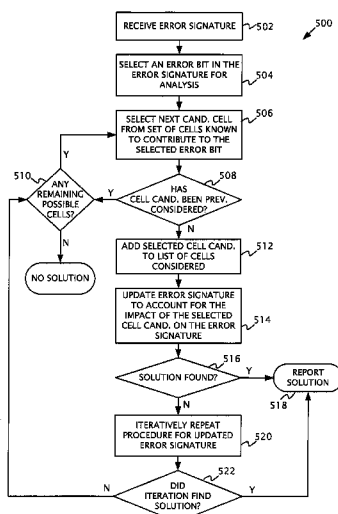 500
RECEIVE ERROR SIGNATURE
502
SELECT AN ERROR BIT IN THE
ERROR SIGNATURE FOR
ANALYSIS
504
SELECT NEXT CAND. CELL
FROM SET OF CELLS KNOWN
TO CONTRIBUTE TO THE
SELECTED ERROR BIT
506
510
Y
ANY
REMAINING
POSSIBLE
CELLS?
Y
508
HAS
CELL CAND. BEEN PREV.
CONSIDERED?
N
N
NO SOLUTION
ADD SELECTED CELL CAND.
TO LIST OF CELLS
CONSIDERED
512
UPDATE ERROR SIGNATURE
TO ACCOUNT FOR THE
IMPACT OF THE SELECTED
CELL CAND. ON THE ERROR
SIGNATURE
514
516
SOLUTION FOUND?
Y
REPORT
SOLUTION
518
N
ITERATIVELY REPEAT
PROCEDURE FOR UPDATED
ERROR SIGNATURE
520
522
N
DID
ITERATION FIND
SOLUTION?
Y